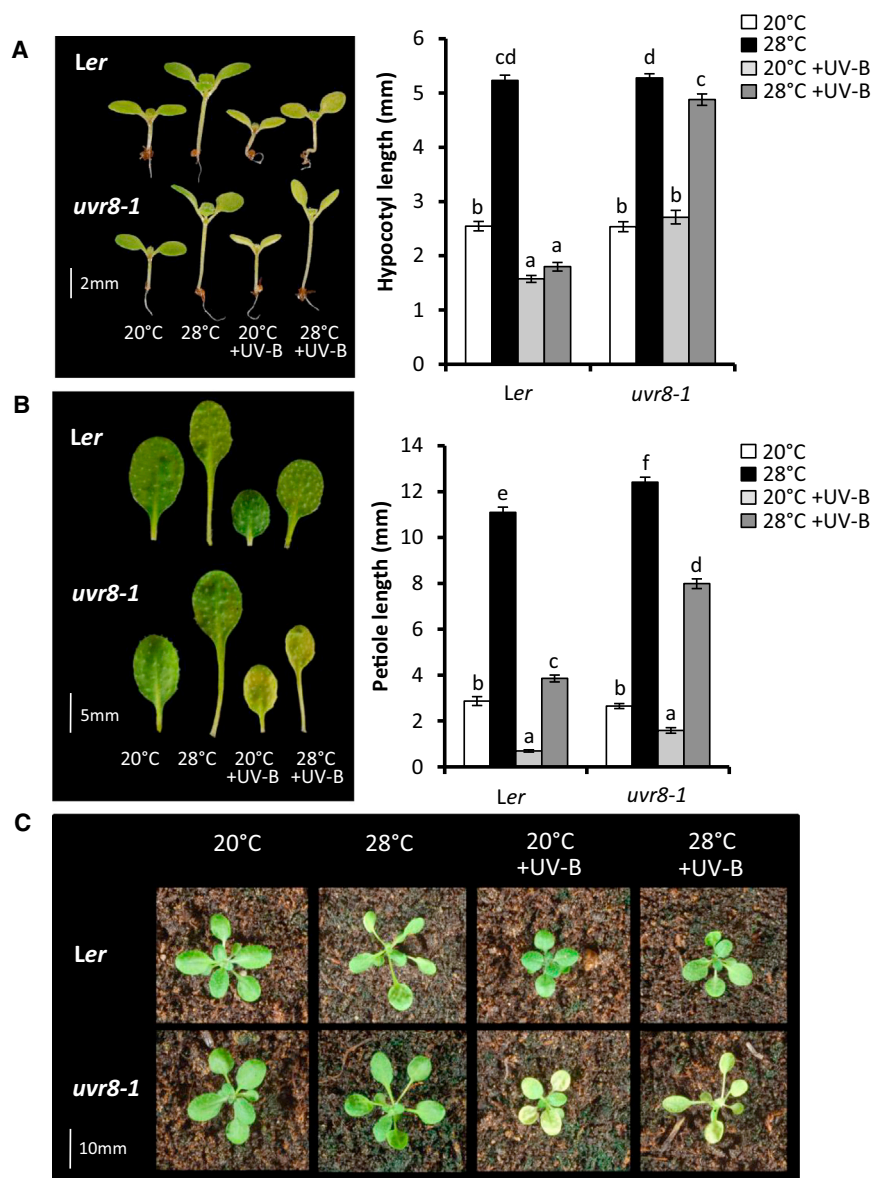 A
Ler
uvr8-1
2mm
20°C 28°C 20°C +UV-B 28°C +UV-B
Hypocotyl length (mm)
6
5
4
3
2
1
0
b cd a a
b d b c
Ler uvr8-1
20°C
28°C
20°C +UV-B
28°C +UV-B
B
Ler
uvr8-1
5mm
20°C 28°C 20°C +UV-B 28°C +UV-B
Petiole length (mm)
14
12
10
8
6
4
2
0
b e a c
b f a d
Ler uvr8-1
20°C
28°C
20°C +UV-B
28°C +UV-B
C
20°C 28°C 20°C +UV-B 28°C +UV-B
Ler
uvr8-1
10mm